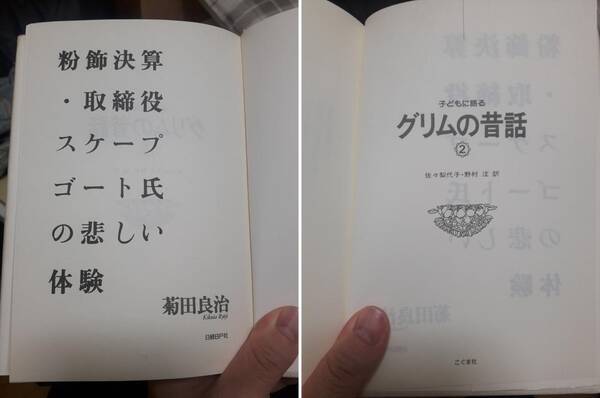 粉飾決算
・取締役
スケープ
ゴート氏
の悲しい
体験
菊田良治
Kikuta Ryoji
日経BP社
子どもに語る
グリムの昔話
2
佐々梨代子・野村泫 訳
こぐま社